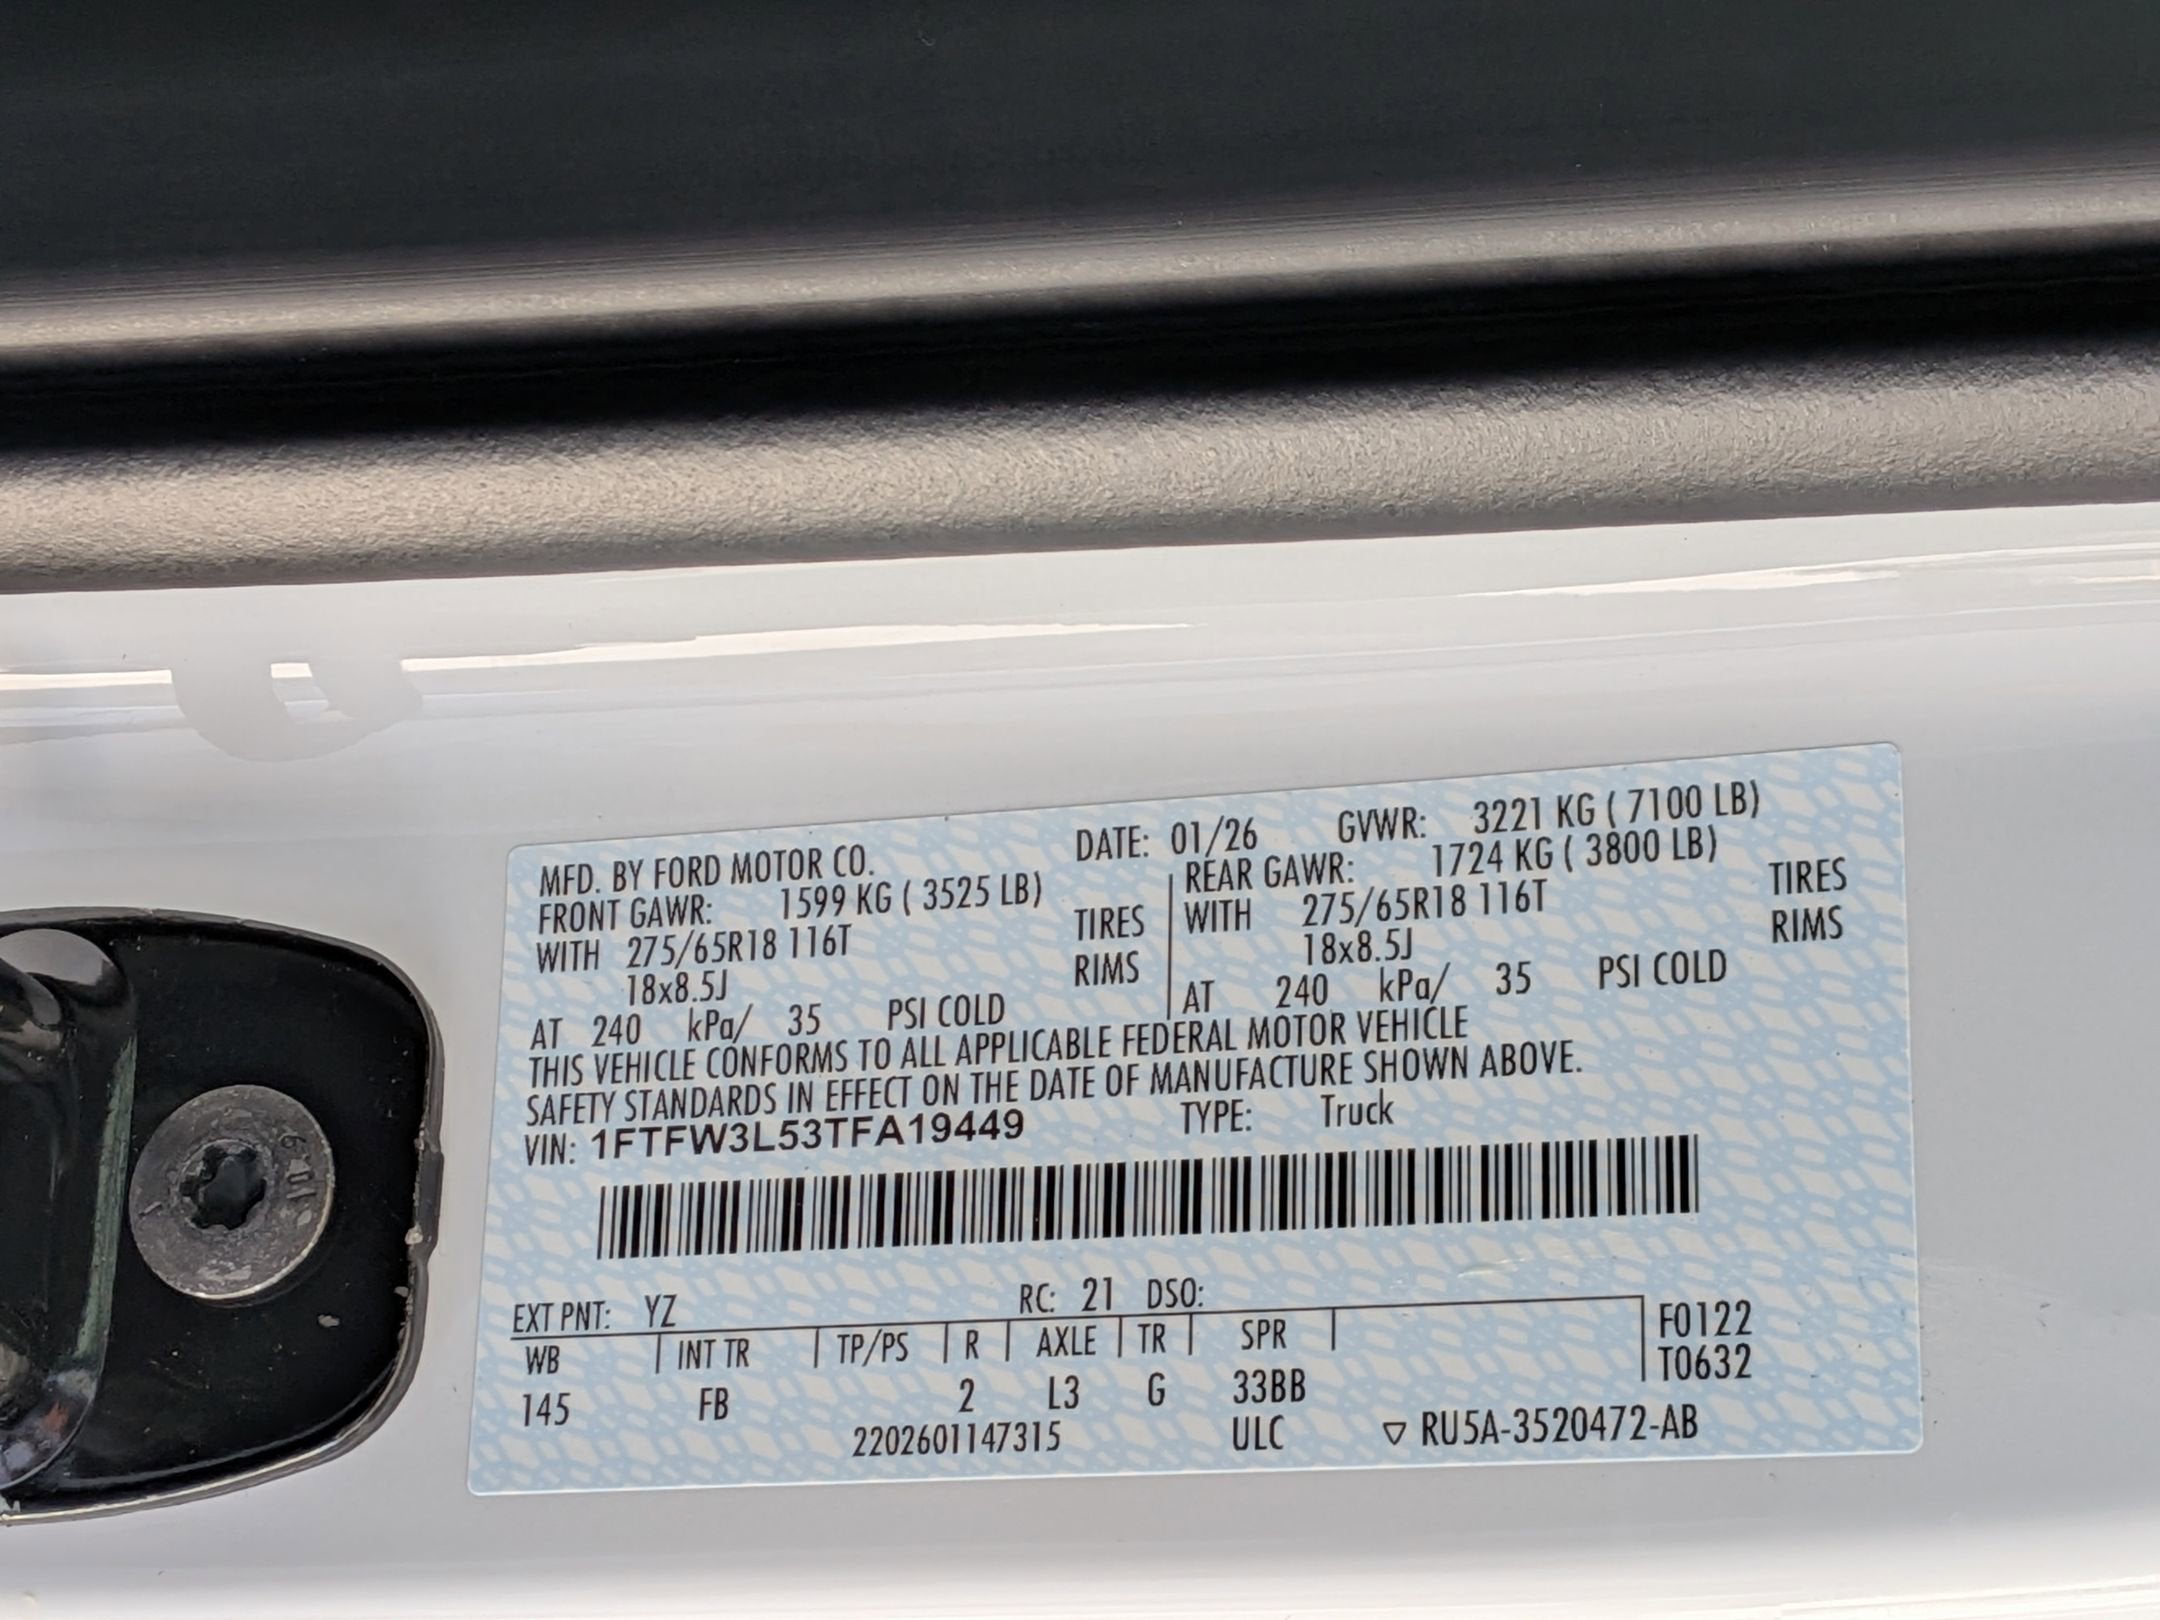 MFD. BY FORD MOTOR CO. DATE: 01/26 GVWR: 3221 KG ( 7100 LB)
FRONT GAWR: 1599 KG ( 3525 LB)
WITH 275/65R18 116T TIRES
18x8.5J RIMS
AT 240 kPa/ 35 PSI COLD
REAR GAWR: 1724 KG ( 3800 LB)
WITH 275/65R18 116T TIRES
18x8.5J RIMS
AT 240 kPa/ 35 PSI COLD
THIS VEHICLE CONFORMS TO ALL APPLICABLE FEDERAL MOTOR VEHICLE
SAFETY STANDARDS IN EFFECT ON THE DATE OF MANUFACTURE SHOWN ABOVE.
VIN: 1FTFW3L53TFA19449 TYPE: Truck
EXT PNT: YZ RC: 21 DSO:
WB INT TR TP/PS R AXLE TR SPR
145 FB 2 L3 G 33BB
F0122
T0632
2202601147315 ULC ▽ RU5A-3520472-AB